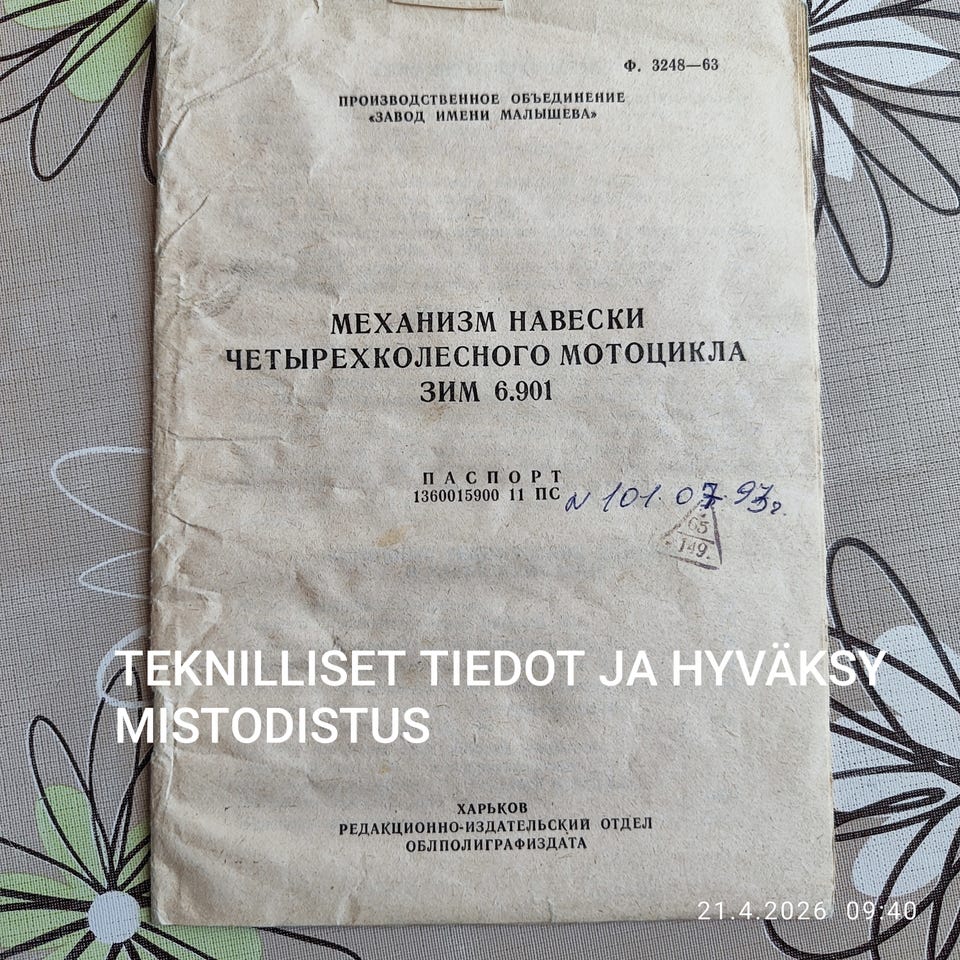 Ф. 3248—63
ПРОИЗВОДСТВЕННОЕ ОБЪЕДИНЕНИЕ
«ЗАВОД ИМЕНИ МАЛЫШЕВА»
МЕХАНИЗМ НАВЕСКИ
ЧЕТЫРЕХКОЛЕСНОГО МОТОЦИКЛА
ЗИМ 6.901
ПАСПОРТ
1360015900 11 ПС
N 101. 07 93г.
65
149.
TEKNILLISET TIEDOT JA HYVÄKSY
MISTODISTUS
ХАРЬКОВ
РЕДАКЦИОННО-ИЗДАТЕЛЬСКИЙ ОТДЕЛ
ОБЛПОЛИГРАФИЗДАТА
21.4.2026 09:40